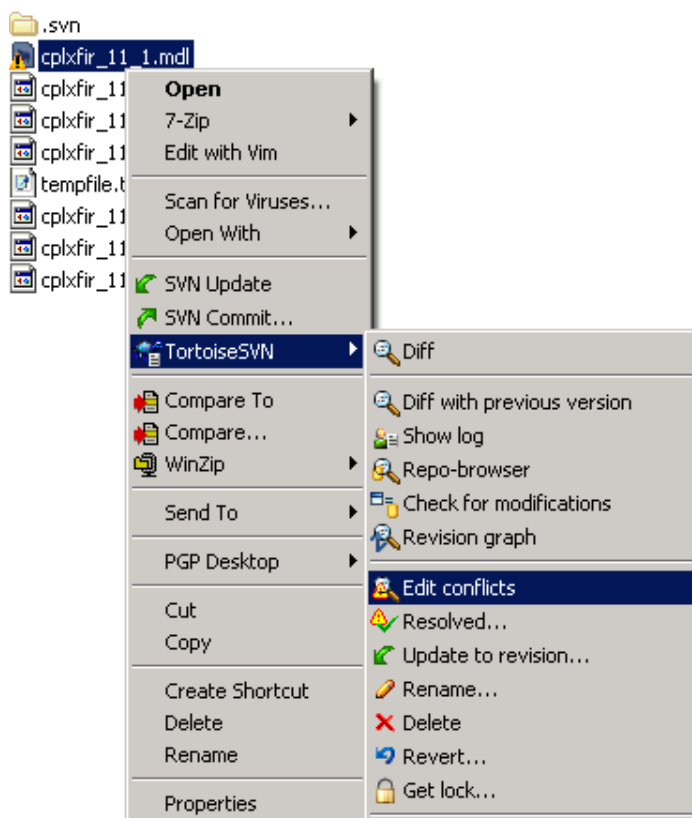 .svn
cplxfir_11_1.mdl
cplxfir_11
cplxfir_11
cplxfir_11
tempfile.t
cplxfir_11
cplxfir_11
cplxfir_11
Open
7-Zip
Edit with Vim
Scan for Viruses...
Open With
SVN Update
SVN Commit...
TortoiseSVN
Compare To
Compare...
WinZip
Send To
PGP Desktop
Cut
Copy
Create Shortcut
Delete
Rename
Properties
Diff
Diff with previous version
Show log
Repo-browser
Check for modifications
Revision graph
Edit conflicts
Resolved...
Update to revision...
Rename...
Delete
Revert...
Get lock...